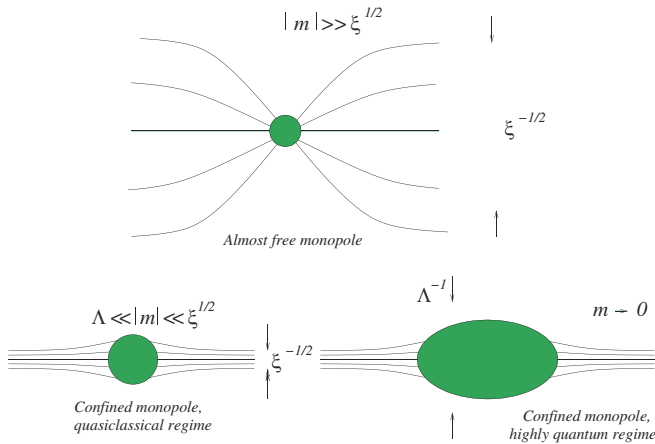 |m|>>ξ^{1/2}
ξ^{-1/2}
Almost free monopole
Λ<<|m|<<ξ^{1/2}
ξ^{-1/2}
Confined monopole,
quasiclassical regime
Λ^{-1}
m → 0
Confined monopole,
highly quantum regime